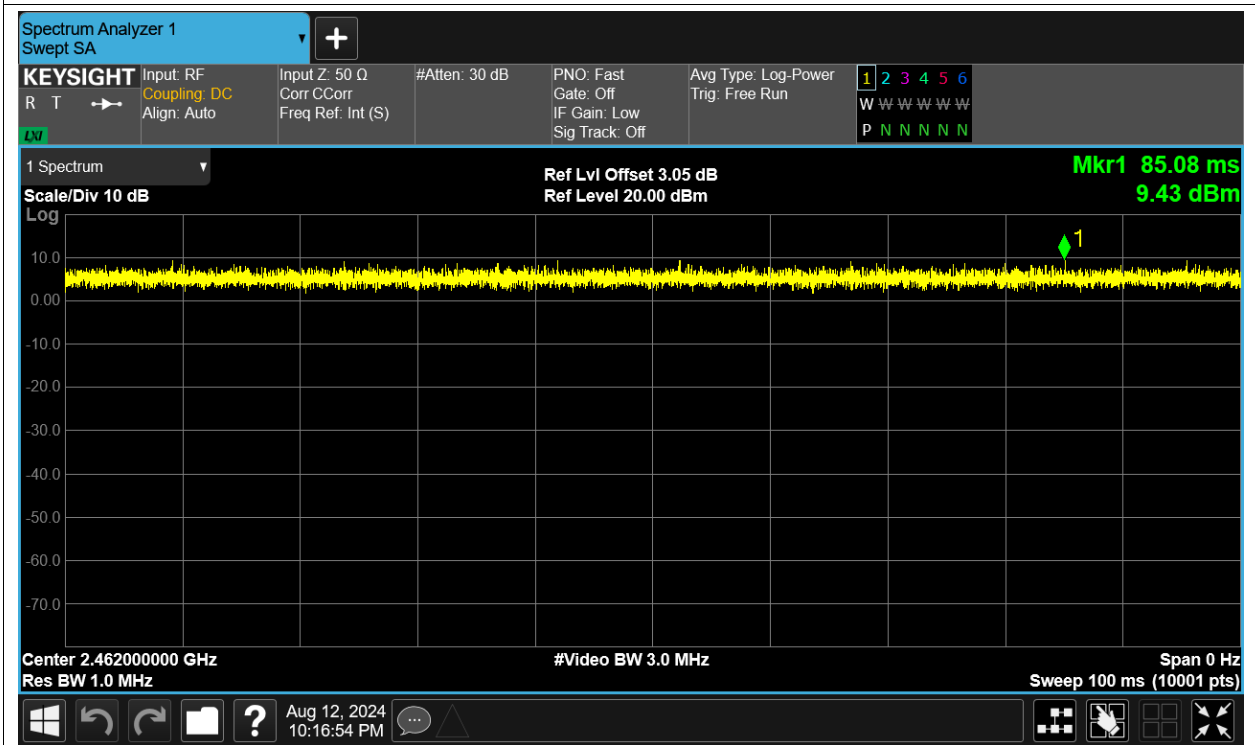 Spectrum Analyzer 1
Swept SA
KEYSIGHT
R T
LXI
Input: RF
Coupling: DC
Align: Auto
Input Z: 50 Ω
Corr CCorr
Freq Ref: Int (S)
#Atten: 30 dB
PNO: Fast
Gate: Off
IF Gain: Low
Sig Track: Off
Avg Type: Log-Power
Trig: Free Run
1 2 3 4 5 6
W W W W W W
P N N N N N
1 Spectrum
Scale/Div 10 dB
Ref Lvl Offset 3.05 dB
Ref Level 20.00 dBm
Mkr1 85.08 ms
9.43 dBm
Log
1
10.0
0.00
-10.0
-20.0
-30.0
-40.0
-50.0
-60.0
-70.0
Center 2.462000000 GHz
#Video BW 3.0 MHz
Span 0 Hz
Res BW 1.0 MHz
Sweep 100 ms (10001 pts)
?
Aug 12, 2024
10:16:54 PM